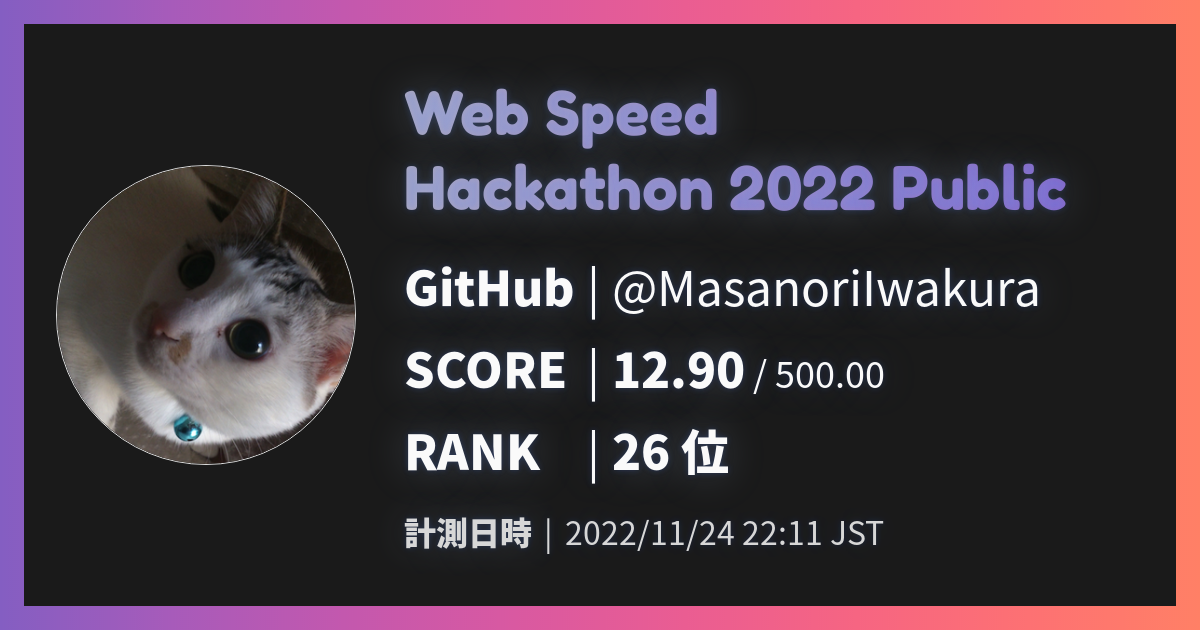 Web Speed
Hackathon 2022 Public
GitHub | @MasanoriIwakura
SCORE | 12.90 / 500.00
RANK | 26 位
計測日時 | 2022/11/24 22:11 JST